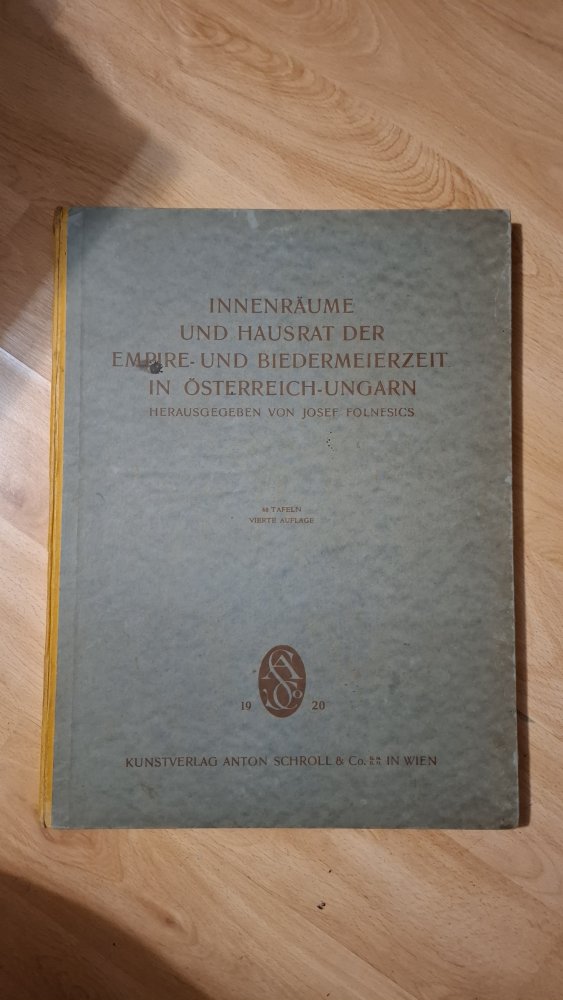 INNENRÄUME
UND HAUSRAT DER
EMPIRE- UND BIEDERMEIERZEIT
IN ÖSTERREICH-UNGARN
HERAUSGEGEBEN VON JOSEF FOLNESICS
VIERTE AUFLAGE
TAFELN
19 20
KUNSTVERLAG ANTON SCHROLL & Co. IN WIEN